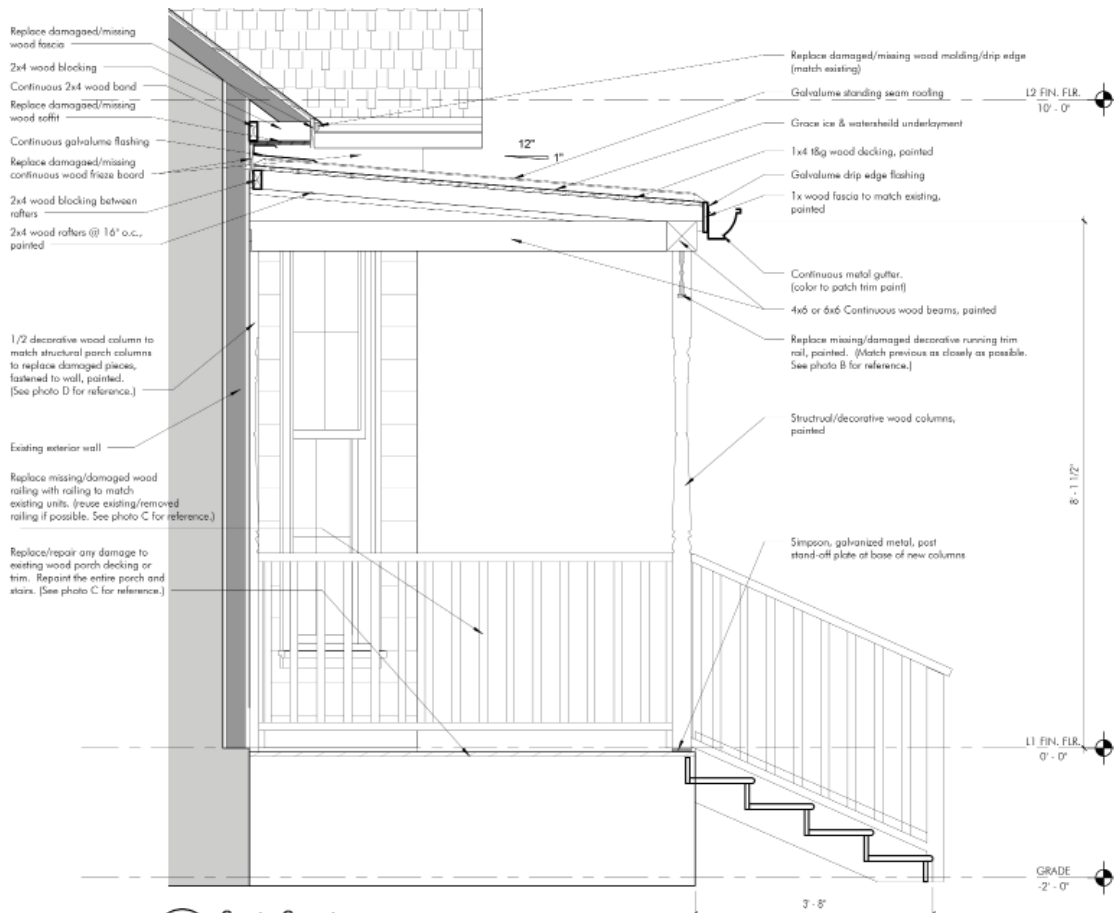 Replace damagaed/missing
wood fascia
2x4 wood blocking
Continuous 2x4 wood band
Replace damagaed/missing
wood soffit
Continuous galvalume flashing
Replace damagaed/missing
continuous wood frieze board
2x4 wood blocking between
rafters
2x4 wood rafters @ 16" o.c.,
painted
1/2 decorative wood column to
match structural porch columns
to replace damaged pieces,
fastened to wall, painted.
(See photo D for reference.)
Existing exterior wall
Replace missing/damaged wood
railing with railing to match
existing units. (reuse existing/removed
railing if possible. See photo C for reference.)
Replace/repair any damage to
existing wood porch decking or
trim. Repaint the entire porch and
stairs. (See photo C for reference.)
12"
1"
Replace damaged/missing wood molding/drip edge
(match existing)
Galvalume standing seam roofing
Grace ice & watersheild underlayment
1x4 t&g wood decking, painted
Galvalume drip edge flashing
1x wood fascia to match existing,
painted
Continuous metal gutter.
(color to patch trim paint)
4x6 or 6x6 Continuous wood beams, painted
Replace missing/damaged decorative running trim
rail, painted. (Match previous as closely as possible.
See photo B for reference.)
Structrual/decorative wood columns,
painted
Simpson, galvanized metal, post
stand-off plate at base of new columns
L2 FIN. FLR.
10' - 0"
8' - 1 1/2"
L1 FIN. FLR.
0' - 0"
GRADE
-2' - 0"
3' - 8"